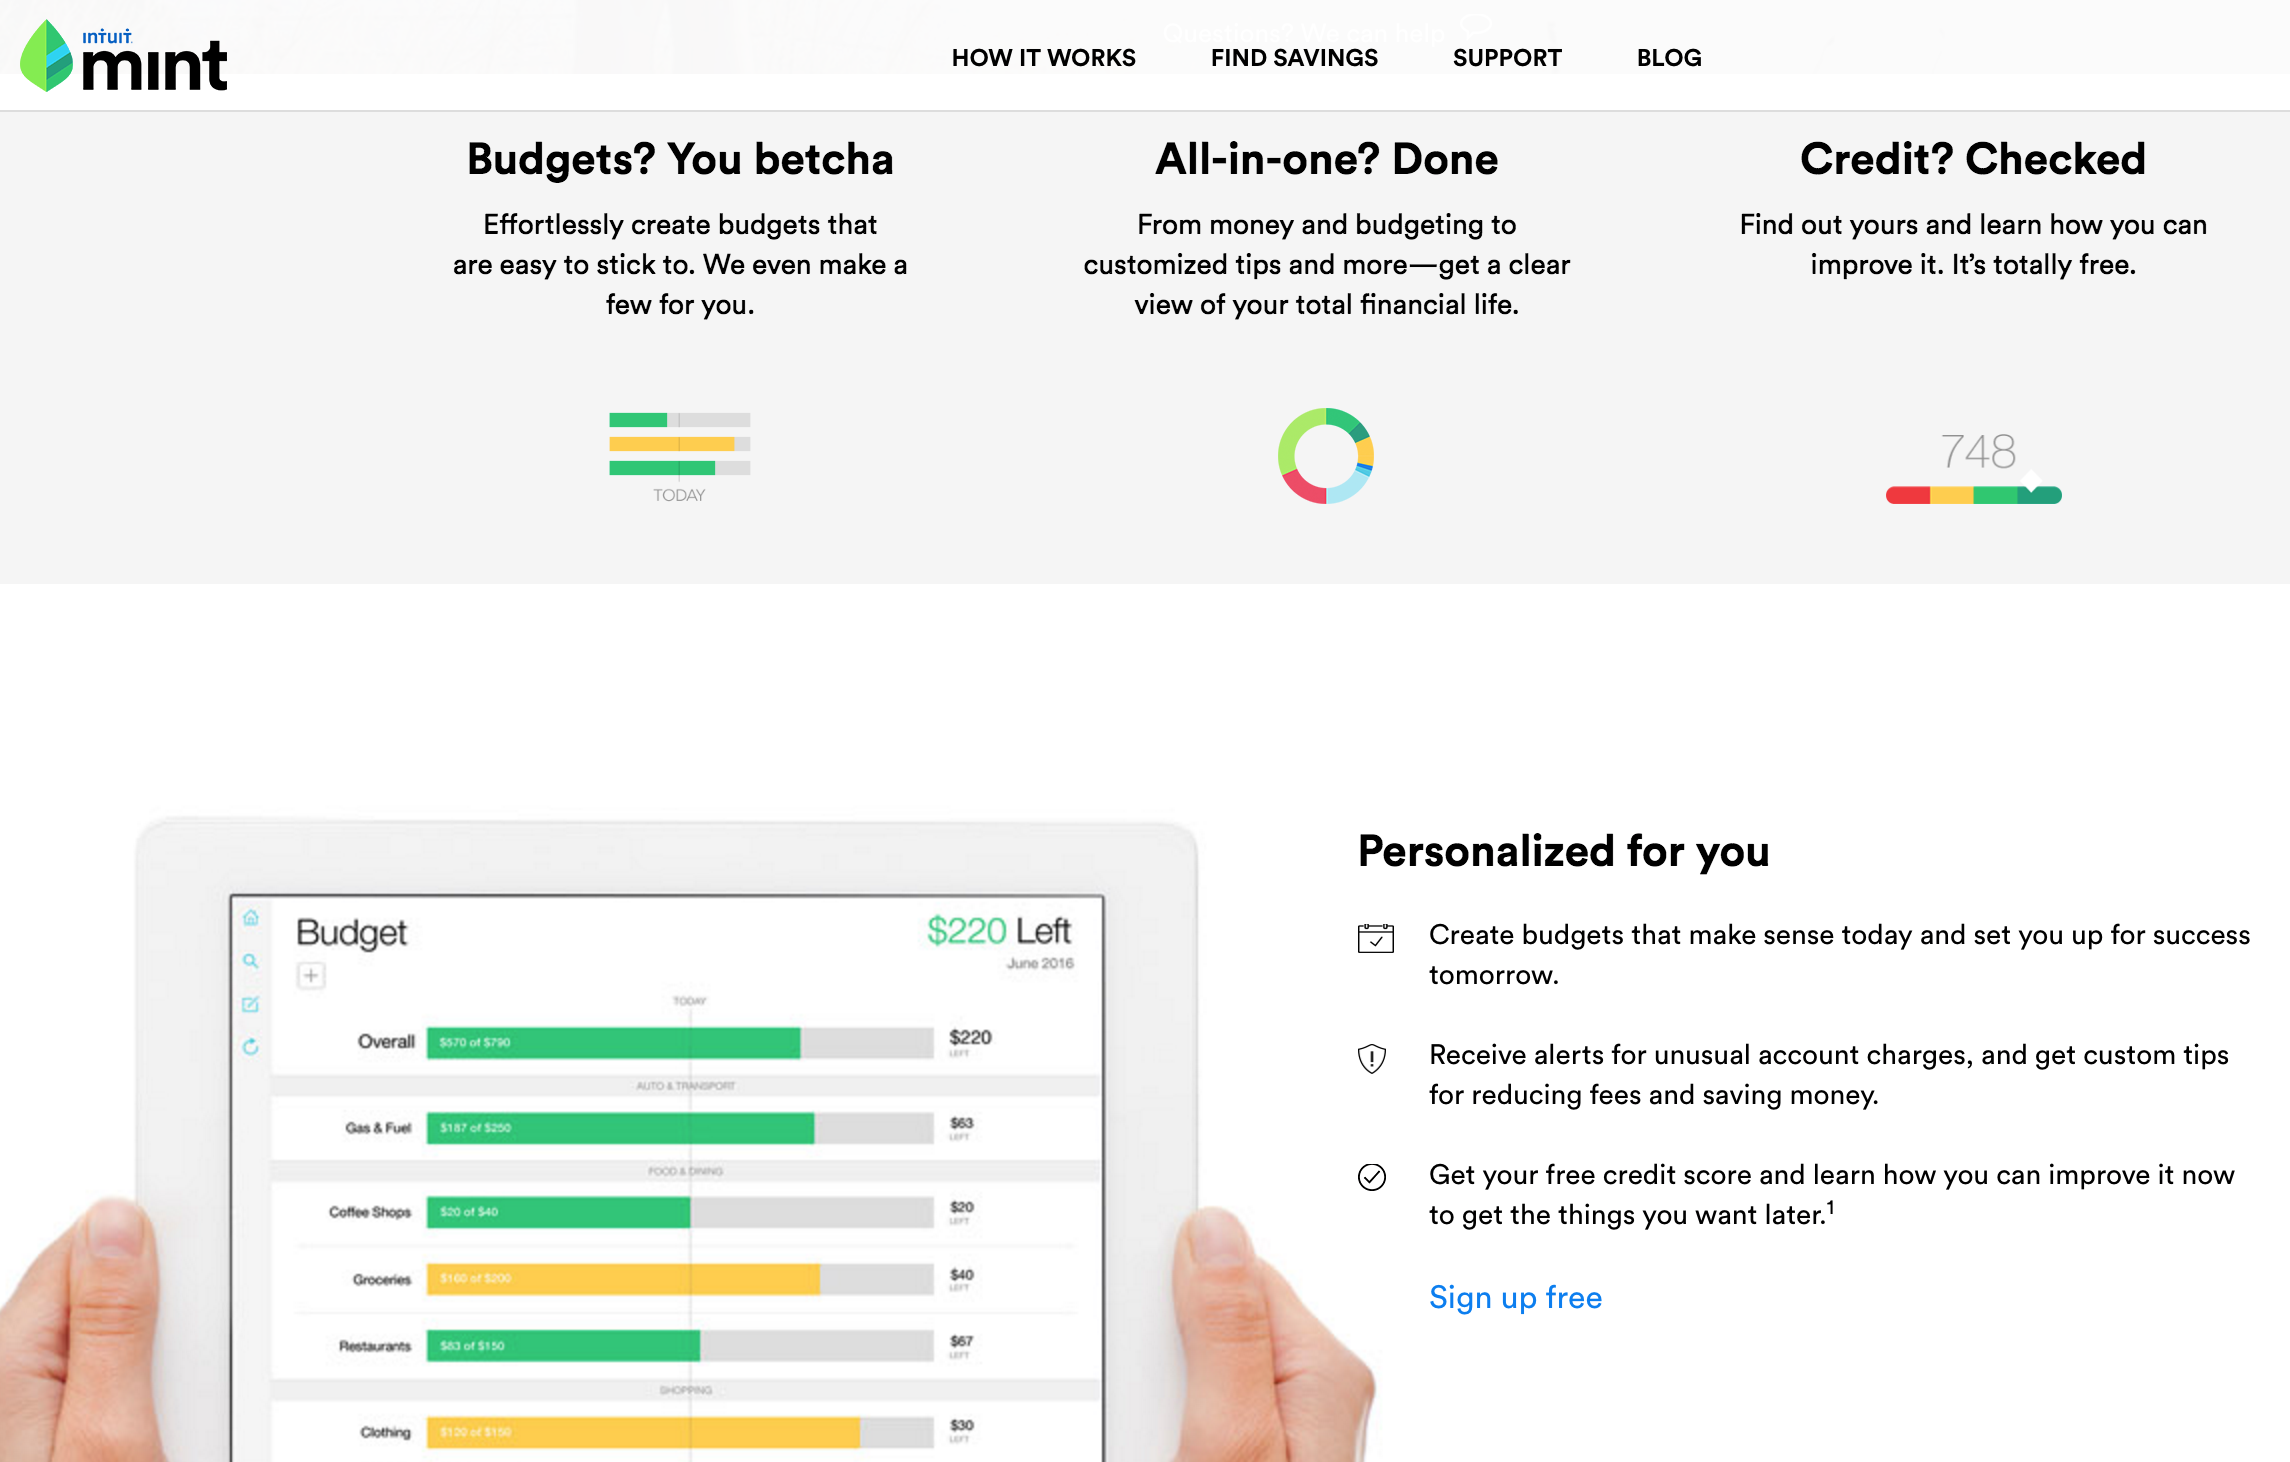 Questions? We can help
INTUIT
mint
HOW IT WORKS
FIND SAVINGS
SUPPORT
BLOG
Budgets? You betcha
Effortlessly create budgets that
are easy to stick to. We even make a
few for you.
TODAY
All-in-one? Done
From money and budgeting to
customized tips and more—get a clear
view of your total financial life.
Credit? Checked
Find out yours and learn how you can
improve it. It’s totally free.
748
Budget
$220 Left
June 2016
TODAY
Overall
$570 of $790
$220
LEFT
AUTO & TRANSPORT
Gas & Fuel
$187 of $250
$63
LEFT
FOOD & DINING
Coffee Shops
$20 of $40
$20
LEFT
Groceries
$160 of $200
$40
LEFT
Restaurants
$83 of $150
$67
LEFT
SHOPPING
Clothing
$120 of $150
$30
LEFT
Personalized for you
Create budgets that make sense today and set you up for success
tomorrow.
Receive alerts for unusual account charges, and get custom tips
for reducing fees and saving money.
Get your free credit score and learn how you can improve it now
to get the things you want later.¹
Sign up free